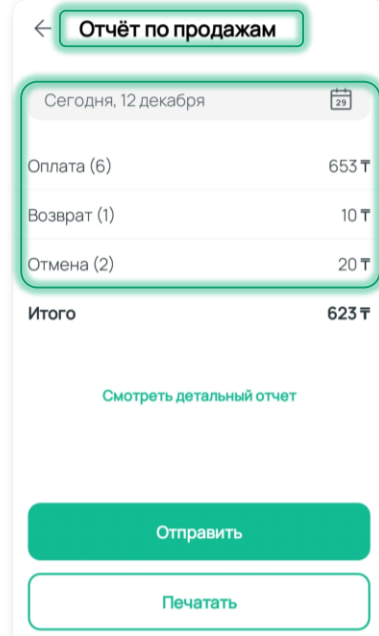 Отчёт по продажам
Сегодня, 12 декабря 29
Оплата (6) 653 ₸
Возврат (1) 10 ₸
Отмена (2) 20 ₸
Итого 623 ₸
Смотреть детальный отчет
Отправить
Печатать